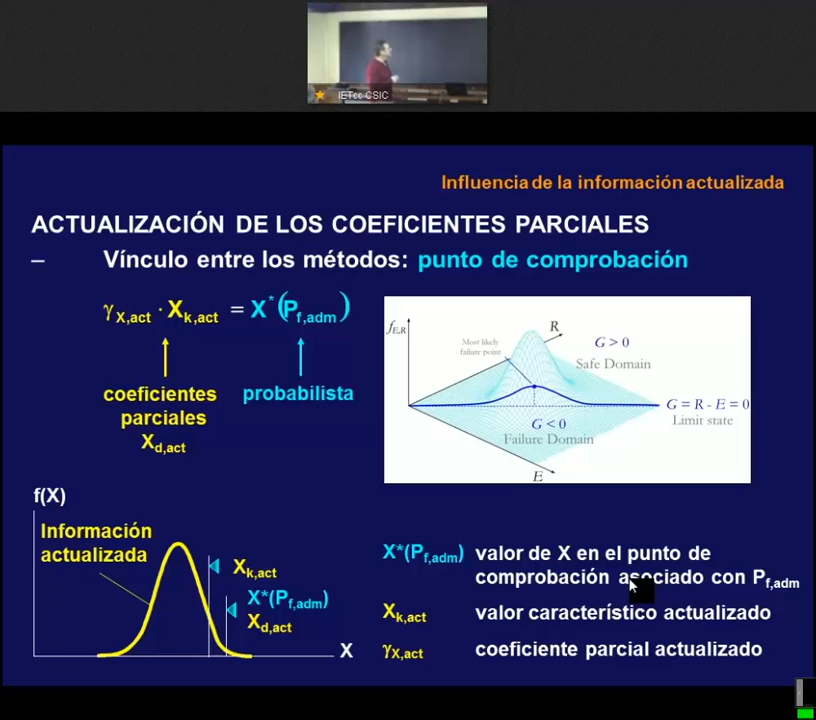 IETcc CSIC
Influencia de la información actualizada
ACTUALIZACIÓN DE LOS COEFICIENTES PARCIALES
– Vínculo entre los métodos: punto de comprobación
γX,act · Xk,act = X*(Pf,adm)
coeficientes
parciales
Xd,act
probabilista
fE,R
Most likely
failure point
R
G > 0
Safe Domain
G = R - E = 0
Limit state
G < 0
Failure Domain
E
f(X)
Información
actualizada
Xk,act
X*(Pf,adm)
Xd,act
X
X*(Pf,adm) valor de X en el punto de
comprobación asociado con Pf,adm
Xk,act valor característico actualizado
γX,act coeficiente parcial actualizado